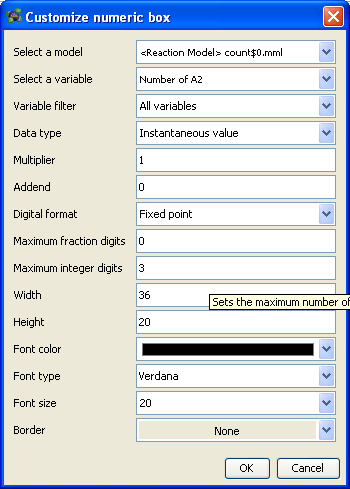 Customize numeric box
Select a model <Reaction Model> count$0.mml
Select a variable Number of A2
Variable filter All variables
Data type Instantaneous value
Multiplier 1
Addend 0
Digital format Fixed point
Maximum fraction digits 0
Maximum integer digits 3
Width 36
Sets the maximum number of
Height 20
Font color
Font type Verdana
Font size 20
Border None
OK Cancel